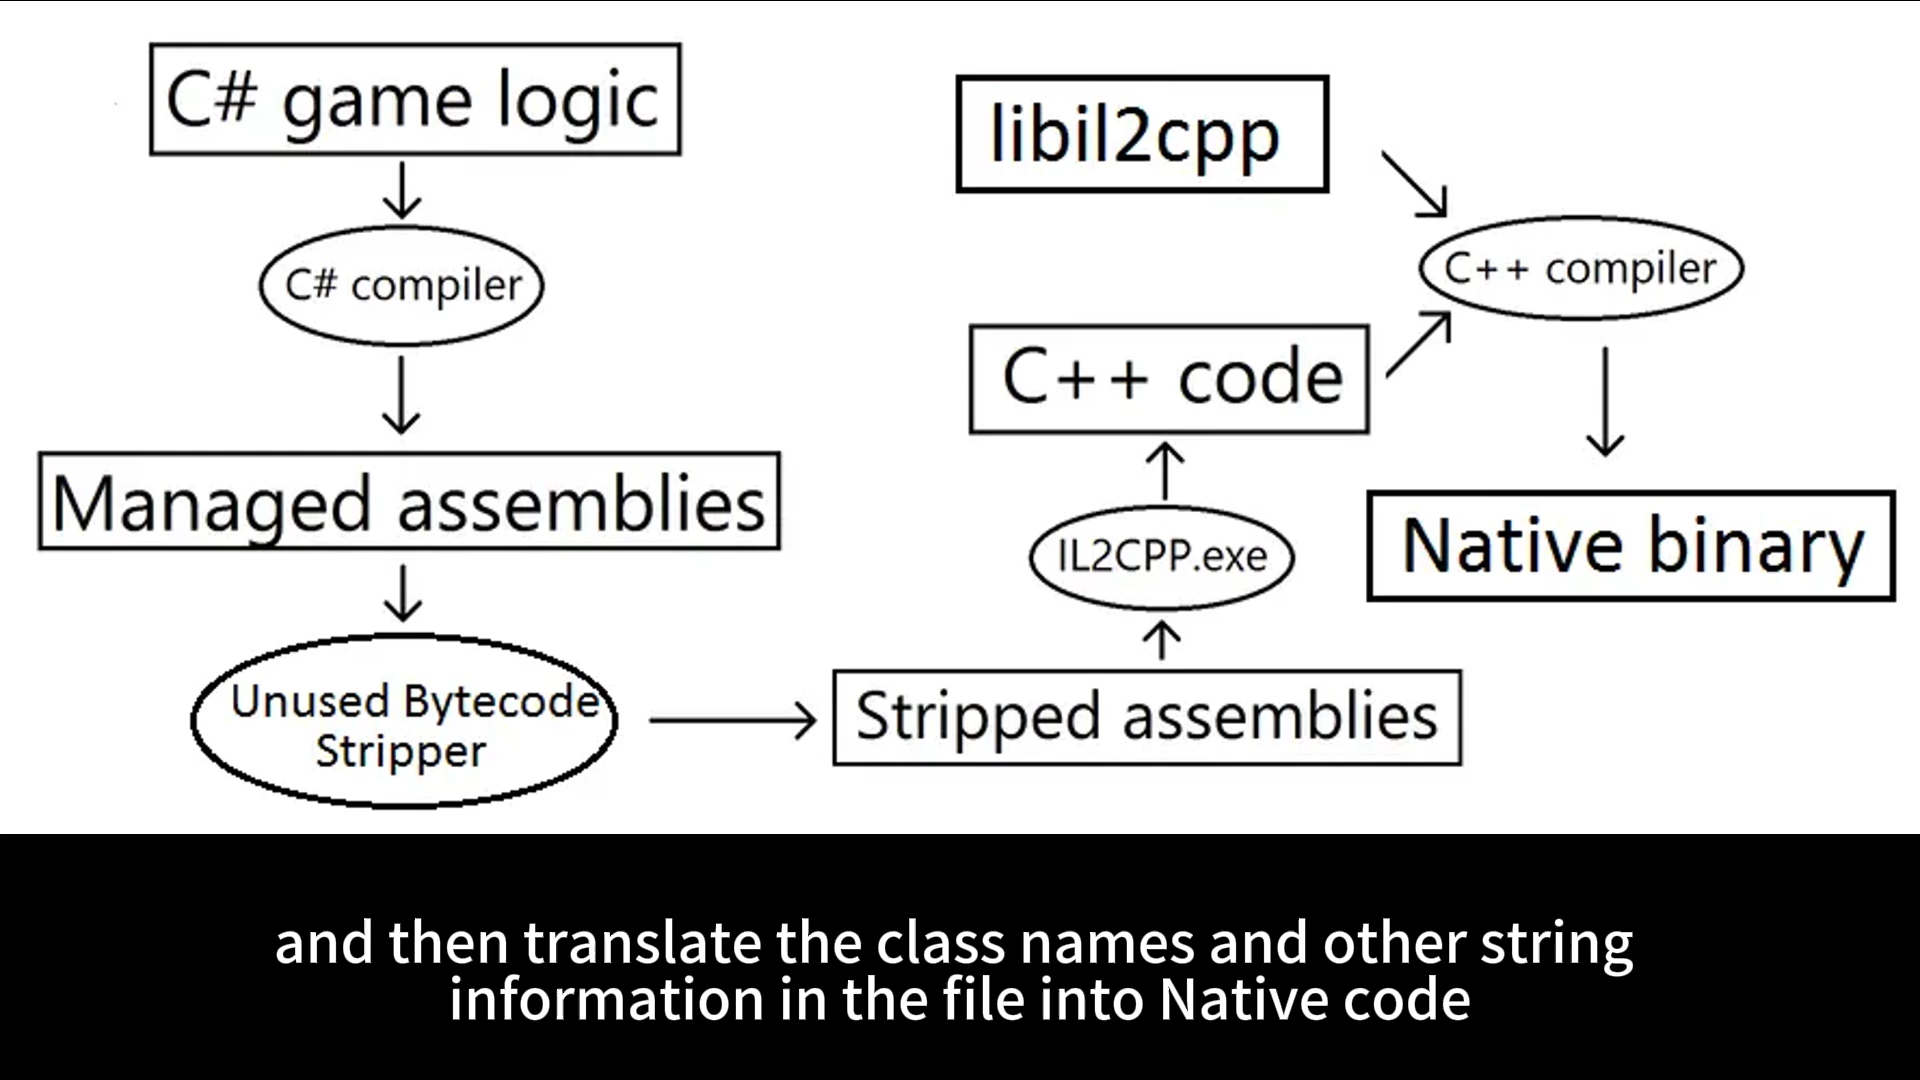 C# game logic
C# compiler
Managed assemblies
Unused Bytecode
Stripper
Stripped assemblies
IL2CPP.exe
C++ code
libil2cpp
C++ compiler
Native binary
and then translate the class names and other string
information in the file into Native code